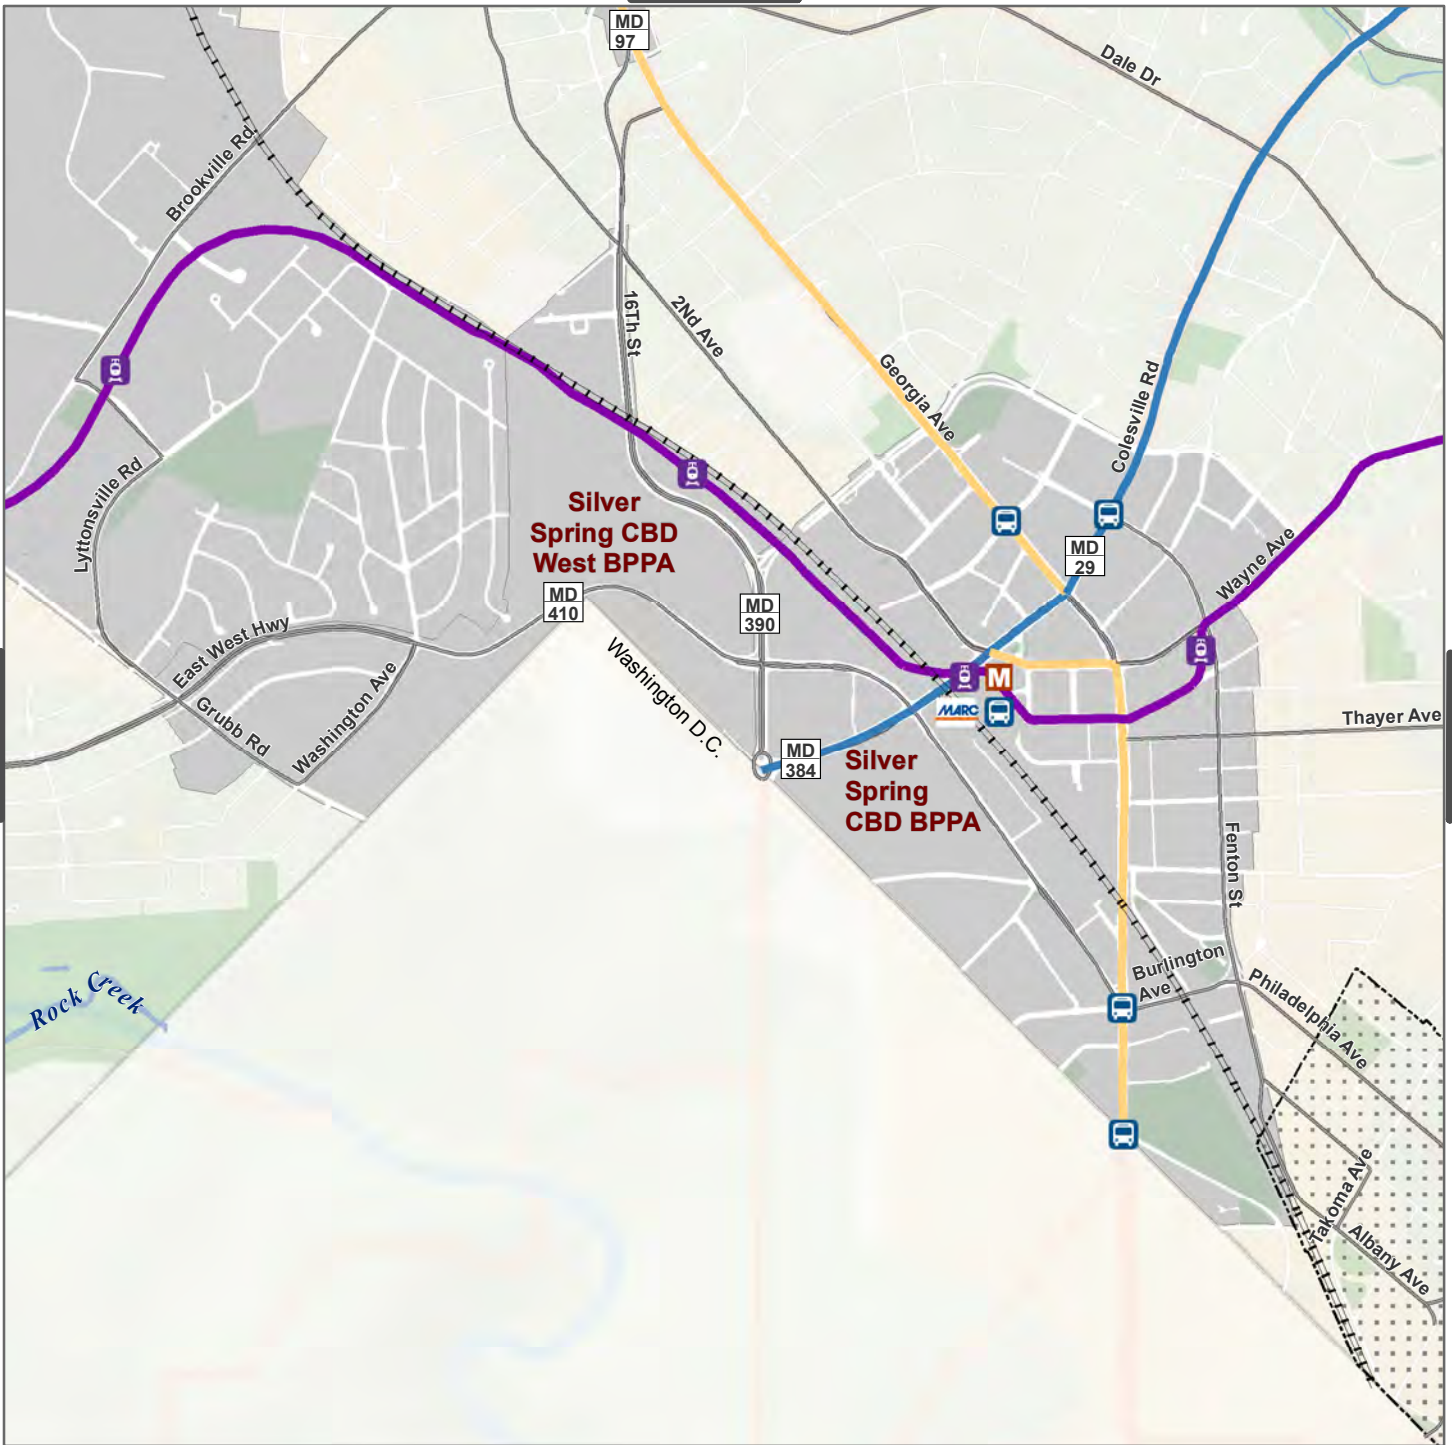 MD
97
Dale Dr
Brookville Rd
16Th St
2Nd Ave
Georgia Ave
Colesville Rd
Lyttonsville Rd
Silver
Spring CBD
West BPPA
MD
29
Wayne Ave
MD
410
MD
390
East West Hwy
Washington Ave
Grubb Rd
Washington D.C.
M
MARC
Thayer Ave
MD
384
Silver
Spring
CBD BPPA
Fenton St
Burlington
Ave
Philadelphia Ave
Rock Creek
Takoma Ave
Albany Ave